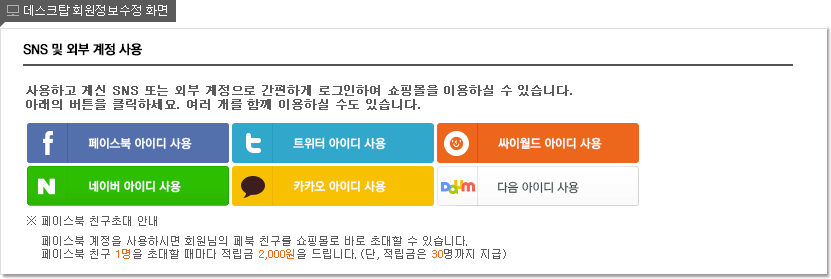 데스크탑 회원정보수정 화면
SNS 및 외부 계정 사용
사용하고 계신 SNS 또는 외부 계정으로 간편하게 로그인하여 쇼핑몰을 이용하실 수 있습니다.
아래의 버튼을 클릭하세요. 여러 개를 함께 이용하실 수도 있습니다.
f 페이스북 아이디 사용
t 트위터 아이디 사용
싸이월드 아이디 사용
N 네이버 아이디 사용
카카오 아이디 사용
Daum 다음 아이디 사용
※ 페이스북 친구초대 안내
페이스북 계정을 사용하시면 회원님의 페북 친구를 쇼핑몰로 바로 초대할 수 있습니다.
페이스북 친구 1명을 초대할 때마다 적립금 2,000원을 드립니다. (단, 적립금은 30명까지 지급)